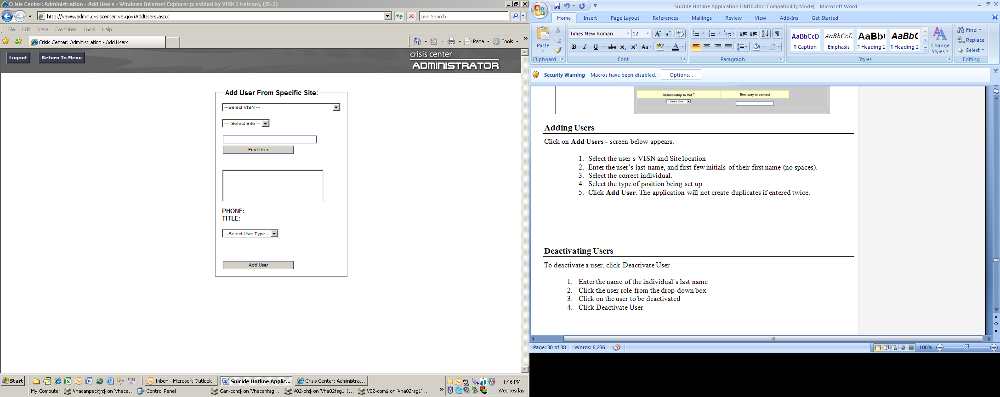 Crisis Center: Administration - Add Users - Windows Internet Explorer provided by VISN 2 Netcom, (IE-3)
http://vaww.admin.crisiscenter.va.gov/AddUsers.aspx
Live Search
File Edit View Favorites Tools Help
Crisis Center: Administration - Add Users
Page Tools
Logout Return To Menu
crisis center
ADMINISTRATOR
Add User From Specific Site:
---Select VISN ---
---- Select Site ---
Find User
PHONE:
TITLE:
---Select User Type---
Add User
Start
Inbox - Microsoft Outlook
Suicide Hotline Applic...
Crisis Center: Administra...
4:46 PM
My Computer
Vhacanpeckjn$ on 'vhaca...
Control Panel
Can-com$ on 'Vhacanfsg...
V02-bh$ on 'Vha02fsg1' (...
V02-com$ on 'Vha02fsg1'...
Wednesday
Suicide Hotline Application UM10.doc [Compatibility Mode] - Microsoft Word
Home Insert Page Layout References Mailings Review View Add-Ins Get Started
Paste
Clipboard
Times New Roman 12
Font
Paragraph
AaBbCcD AaBbCcL AaBb( AaBbC
¶ Caption Emphasis ¶ Heading 1 ¶ Heading 2
Change
Styles
Styles
Find
Replace
Select
Editing
Security Warning Macros have been disabled. Options...
Relationship to Vet * Best way to contact
-- Select One --
Adding Users
Click on Add Users - screen below appears.
1. Select the user’s VISN and Site location
2. Enter the user’s last name, and first few initials of their first name (no spaces).
3. Select the correct individual.
4. Select the type of position being set up.
5. Click Add User. The application will not create duplicates if entered twice.
Deactivating Users
To deactivate a user, click Deactivate User
1. Enter the name of the individual’s last name
2. Click the user role from the drop-down box
3. Click on the user to be deactivated
4. Click Deactivate User
Page: 30 of 38 Words: 6,236 100%